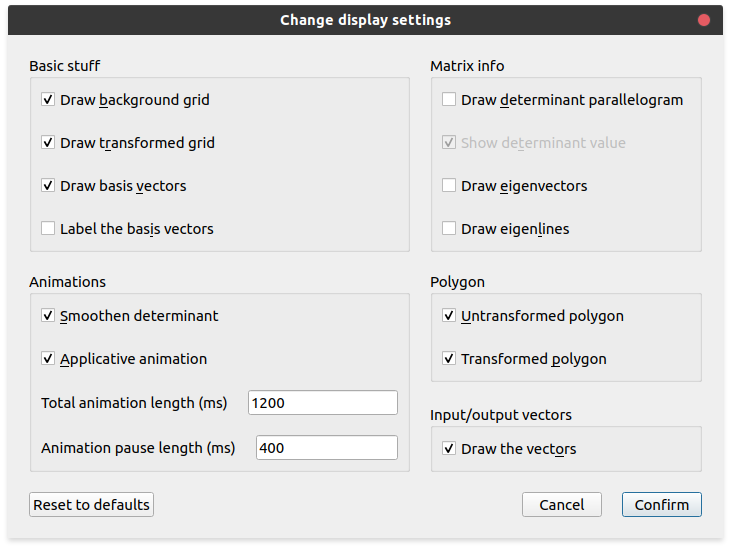 Change display settings
Basic stuff
Draw background grid
Draw transformed grid
Draw basis vectors
Label the basis vectors
Matrix info
Draw determinant parallelogram
Show determinant value
Draw eigenvectors
Draw eigenlines
Animations
Smoothen determinant
Applicative animation
Total animation length (ms) 1200
Animation pause length (ms) 400
Polygon
Untransformed polygon
Transformed polygon
Input/output vectors
Draw the vectors
Reset to defaults
Cancel
Confirm